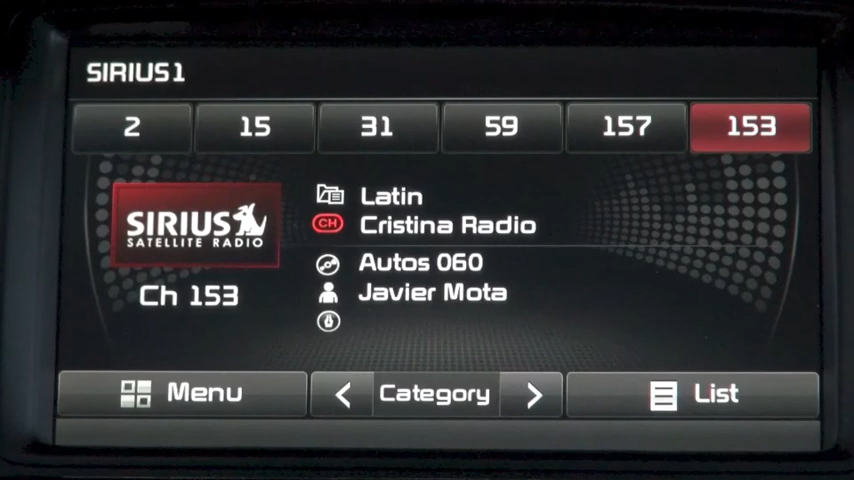 SIRIUS1
2 15 31 59 157 153
SIRIUS
SATELLITE RADIO
Ch 153
Latin
CH Cristina Radio
Autos 060
Javier Mota
Menu < Category > List